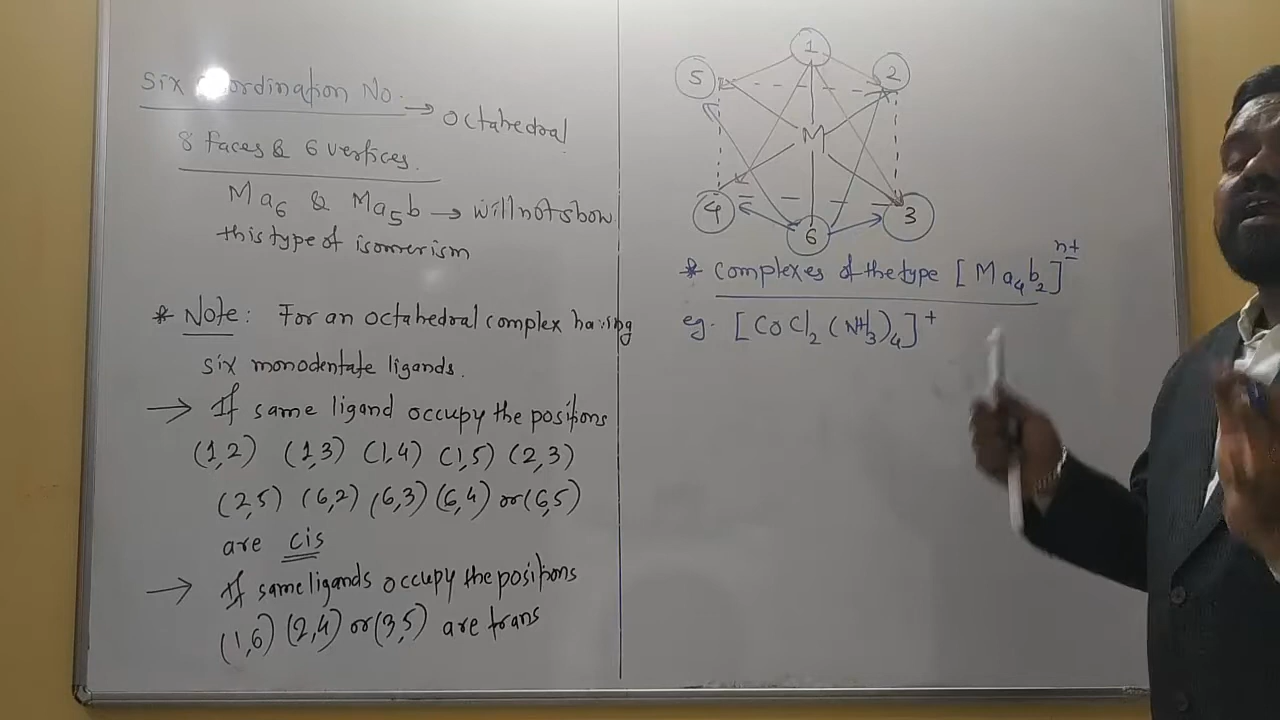 Six Coordination No. → octahedral
8 faces & 6 vertices.
Ma6 & Ma5b → will not show
this type of isomerism
* Note: For an octahedral complex having
six monodentate ligands.
→ If same ligand occupy the positions
(1,2) (1,3) (1,4) (1,5) (2,3)
(2,5) (6,2) (6,3) (6,4) or (6,5)
are cis
→ If same ligands occupy the positions
(1,6) (2,4) or (3,5) are trans
1
5
2
M
4
3
6
* Complexes of the type [Ma4b2]n±
eg. [CoCl2(NH3)4]+